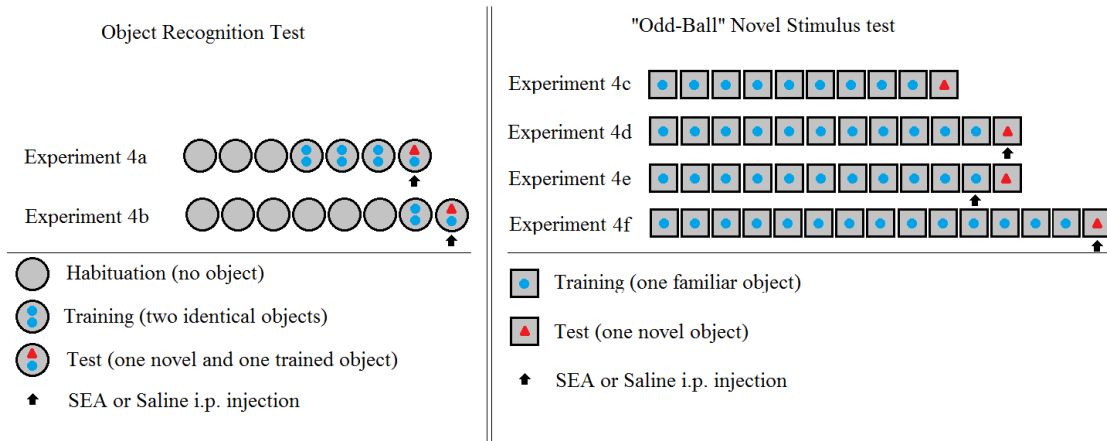 Object Recognition Test
Experiment 4a
Experiment 4b
Habituation (no object)
Training (two identical objects)
Test (one novel and one trained object)
SEA or Saline i.p. injection
"Odd-Ball" Novel Stimulus test
Experiment 4c
Experiment 4d
Experiment 4e
Experiment 4f
Training (one familiar object)
Test (one novel object)
SEA or Saline i.p. injection